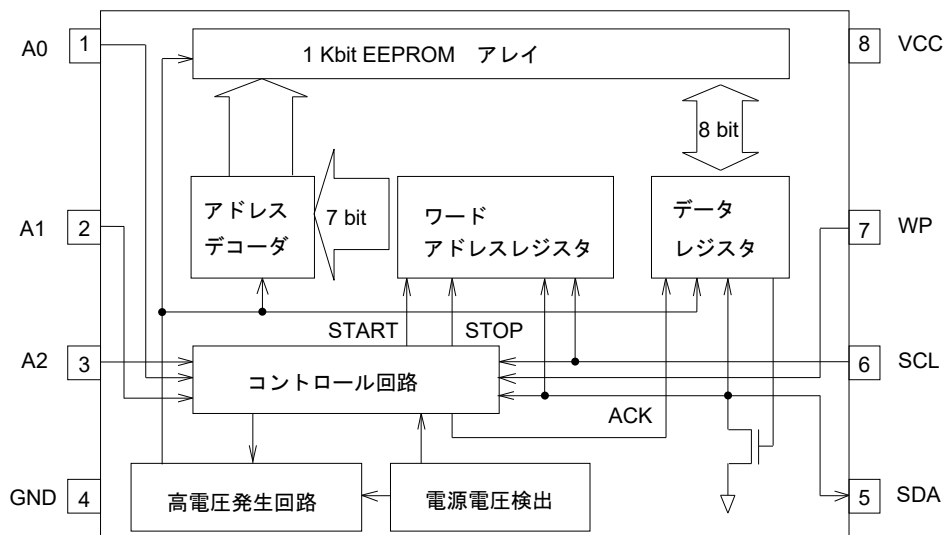 A0 1
1 Kbit EEPROM アレイ
8 VCC
8 bit
A1 2
アドレス
デコーダ
7 bit
ワード
アドレスレジスタ
データ
レジスタ
7 WP
START
STOP
A2 3
コントロール回路
6 SCL
ACK
GND 4
高電圧発生回路
電源電圧検出
5 SDA